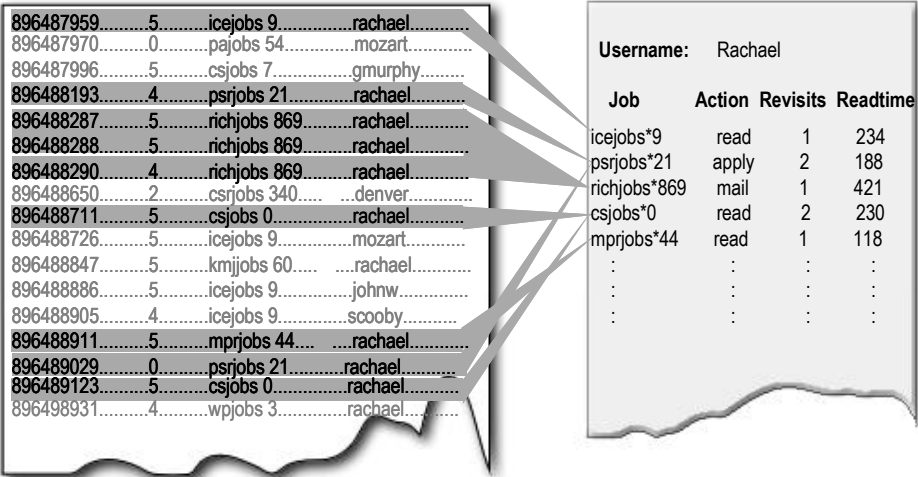 896487959..........5..........icejobs 9.................rachael..............
896487970..........0..........pajobs 54..............mozart.............
896487996..........5..........csjobs 7................gmurphy..........
896488193..........4..........psrjobs 21.............rachael.............
896488287..........5..........richjobs 869..........rachael.............
896488288..........5..........richjobs 869..........rachael.............
896488290..........4..........richjobs 869..........rachael.............
896488650..........2..........csrjobs 340..... ...denver............
896488711..........5..........csjobs 0................rachael.............
896488726..........5..........icejobs 9...............mozart.............
896488847..........5..........kmjjobs 60..... ....rachael.............
896488886..........5..........icejobs 9...............johnw..............
896488905..........4..........icejobs 9..............scooby............
896488911..........5..........mprjobs 44.... .....rachael.............
896489029..........0..........psrjobs 21............rachael.............
896489123..........5..........csjobs 0...............rachael.............
896498931..........4..........wpjobs 3..............rachael.............
Username: Rachael
Job Action Revisits Readtime
icejobs*9 read 1 234
psrjobs*21 apply 2 188
richjobs*869 mail 1 421
csjobs*0 read 2 230
mprjobs*44 read 1 118
: : : :
: : : :
: : : :